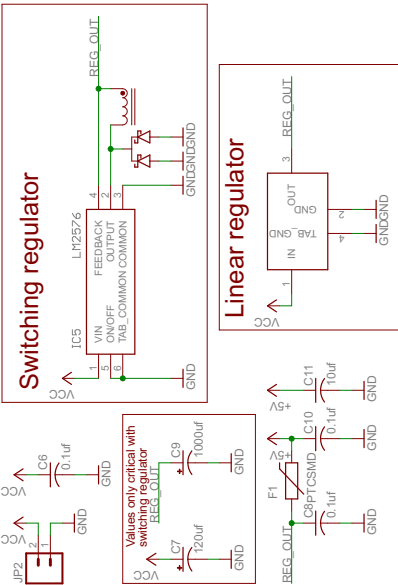 Switching regulator
VCC
IC5
LM2576
1
VIN
5
ON/OFF
6
TAB_COMMON
FEEDBACK
4
OUTPUT
2
COMMON
3
REG_OUT
GND
GND
GND
GND
Linear regulator
VCC
1
IN
OUT
3
REG_OUT
TAB_GND
GND
4
2
GND
GND
JP2
2
1
VCC
GND
VCC
C6
0.1uf
GND
Values only critical with
switching regulator
VCC
C7
120uf
GND
REG_OUT
C9
1000uf
GND
REG_OUT
F1
PTCSMD
C8
0.1uf
GND
+5V
C10
0.1uf
GND
+5V
C11
10uf
GND